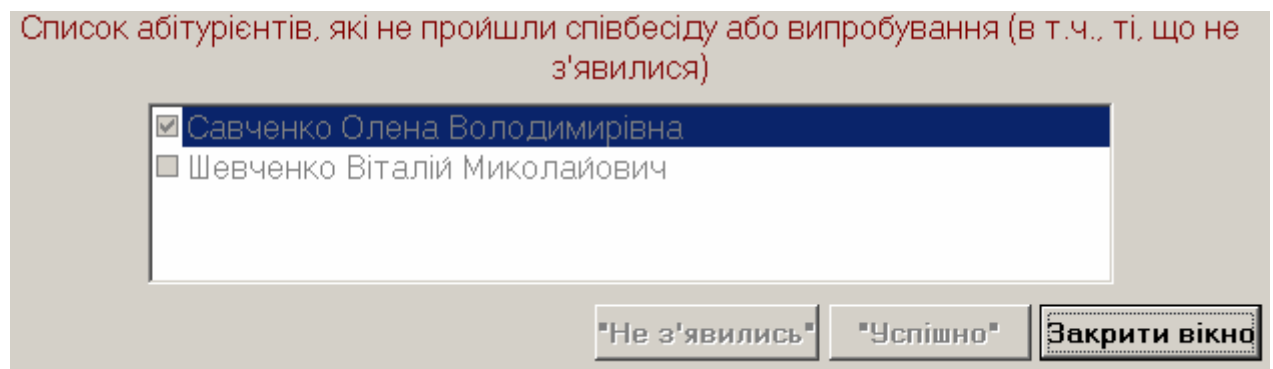 Список абітурієнтів, які не пройшли співбесіду або випробування (в т.ч., ті, що не
з'явилися)
Савченко Олена Володимирівна
Шевченко Віталій Миколайович
"Не з'явились" "Успішно" Закрити вікно